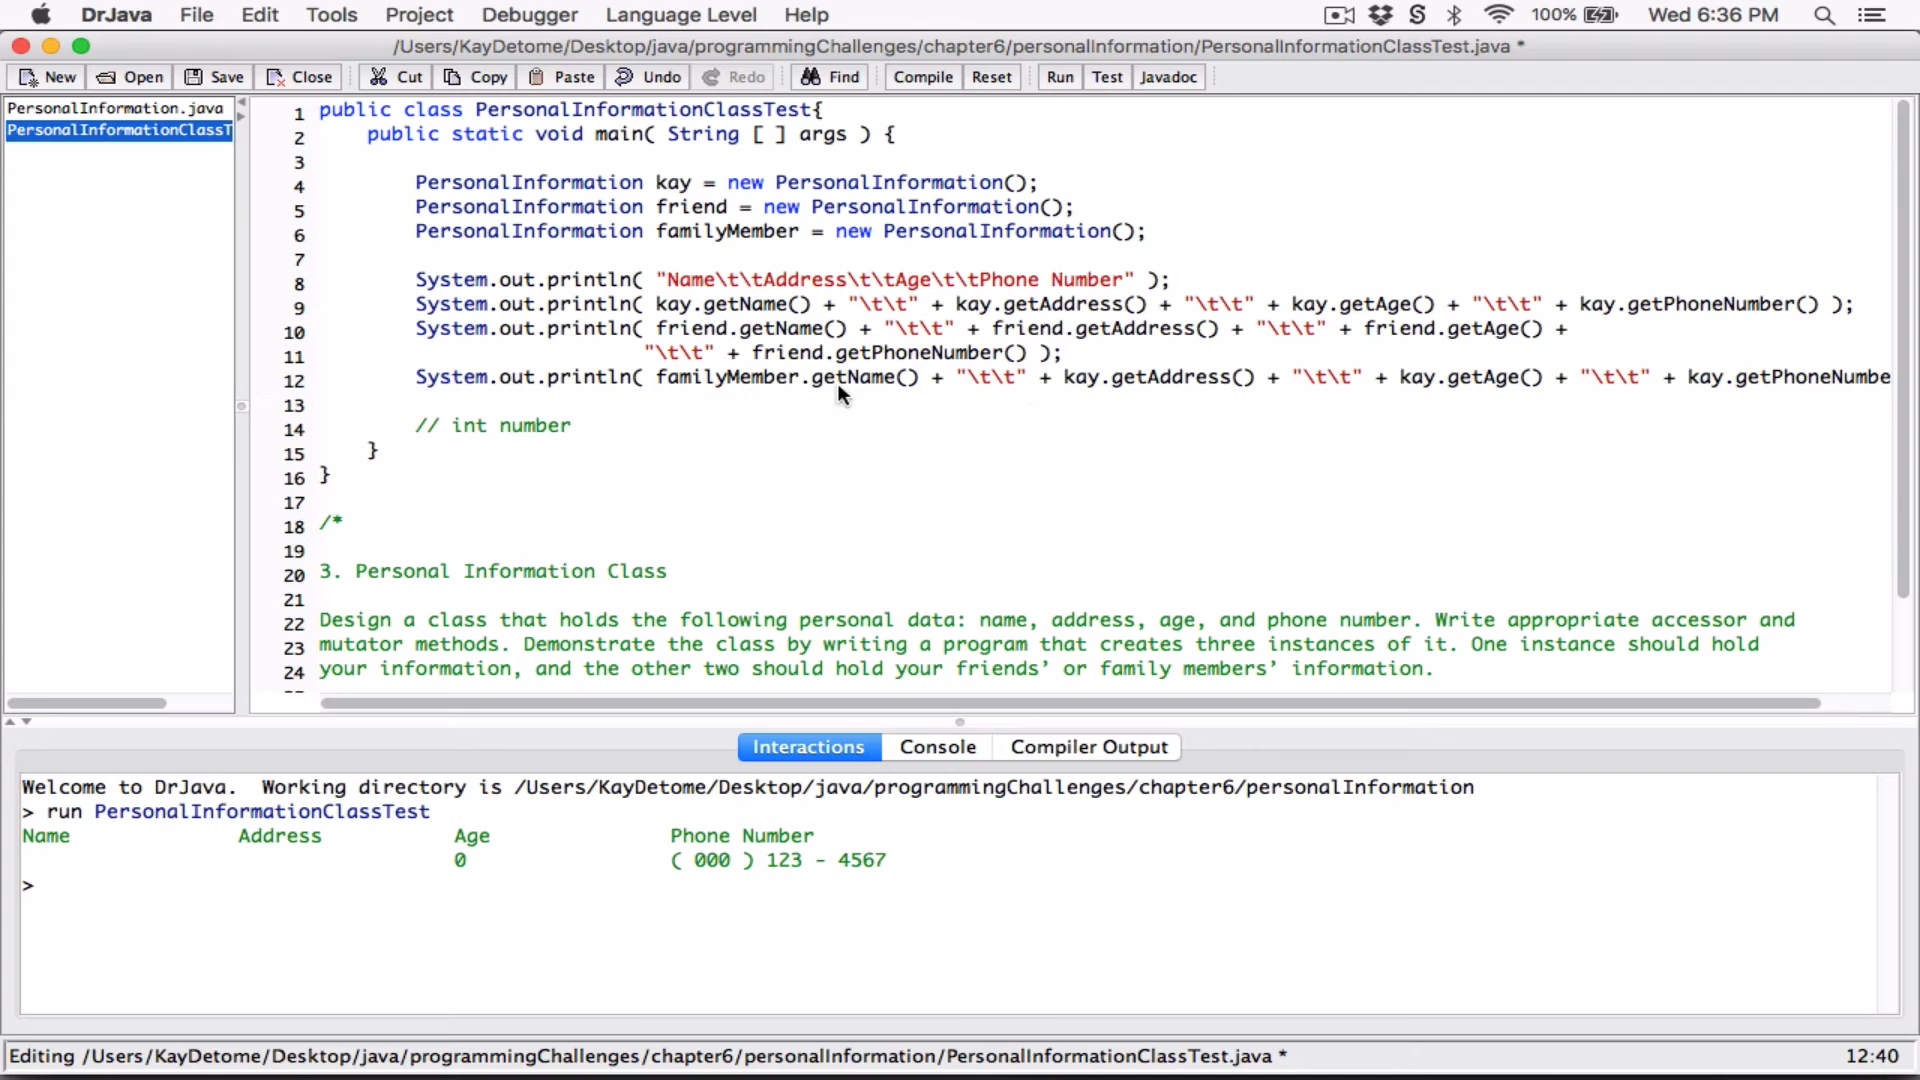 DrJava File Edit Tools Project Debugger Language Level Help 100% Wed 6:36 PM
/Users/KayDetome/Desktop/java/programmingChallenges/chapter6/personalInformation/PersonalInformationClassTest.java *
New Open Save Close Cut Copy Paste Undo Redo Find Compile Reset Run Test Javadoc
PersonalInformation.java
PersonalInformationClassT
1 public class PersonalInformationClassTest{
2 public static void main( String [ ] args ) {
3
4 PersonalInformation kay = new PersonalInformation();
5 PersonalInformation friend = new PersonalInformation();
6 PersonalInformation familyMember = new PersonalInformation();
7
8 System.out.println( "Name\t\tAddress\t\tAge\t\tPhone Number" );
9 System.out.println( kay.getName() + "\t\t" + kay.getAddress() + "\t\t" + kay.getAge() + "\t\t" + kay.getPhoneNumber() );
10 System.out.println( friend.getName() + "\t\t" + friend.getAddress() + "\t\t" + friend.getAge() +
11 "\t\t" + friend.getPhoneNumber() );
12 System.out.println( familyMember.getName() + "\t\t" + kay.getAddress() + "\t\t" + kay.getAge() + "\t\t" + kay.getPhoneNumbe
13
14 // int number
15 }
16 }
17
18 /*
19
20 3. Personal Information Class
21
22 Design a class that holds the following personal data: name, address, age, and phone number. Write appropriate accessor and
23 mutator methods. Demonstrate the class by writing a program that creates three instances of it. One instance should hold
24 your information, and the other two should hold your friends’ or family members’ information.
Interactions Console Compiler Output
Welcome to DrJava. Working directory is /Users/KayDetome/Desktop/java/programmingChallenges/chapter6/personalInformation
> run PersonalInformationClassTest
Name Address Age Phone Number
0 ( 000 ) 123 - 4567
>
Editing /Users/KayDetome/Desktop/java/programmingChallenges/chapter6/personalInformation/PersonalInformationClassTest.java * 12:40